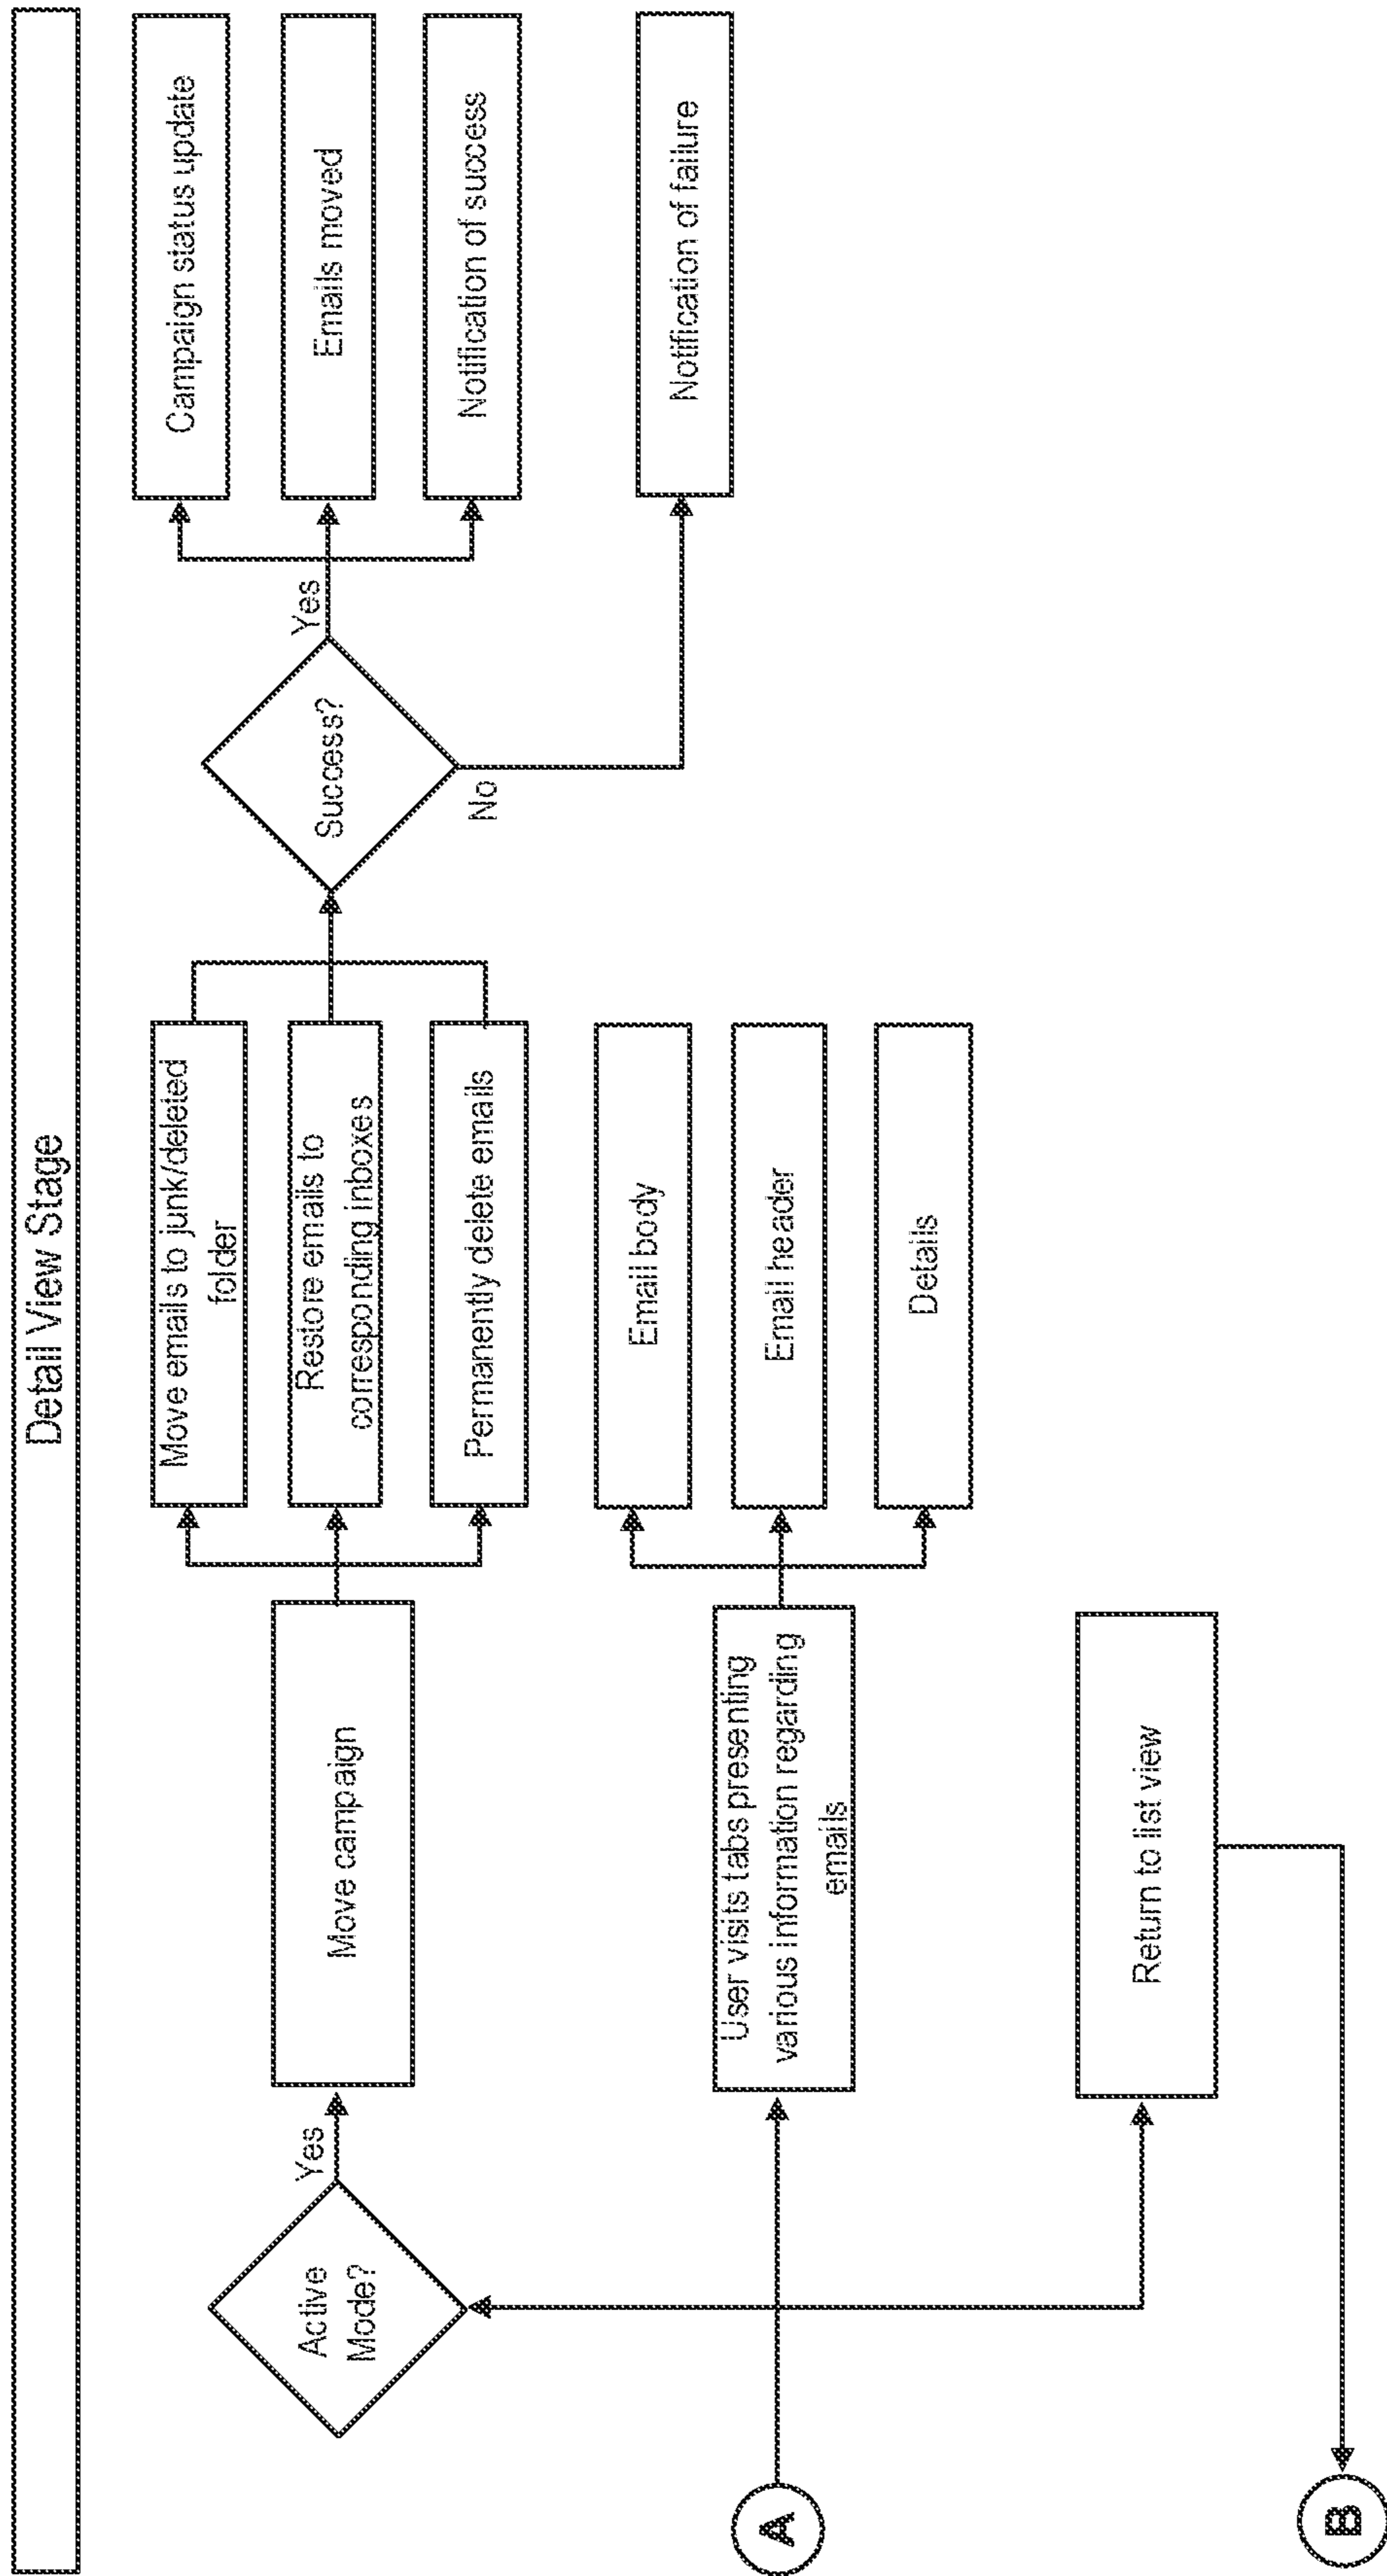 Detail View Stage
Active
Mode?
Yes
Move campaign
Move emails to junk/deleted
folder
Restore emails to
corresponding inboxes
Permanently delete emails
Success?
Yes
No
Campaign status update
Emails moved
Notification of success
Notification of failure
A
User visits tabs presenting
various information regarding
emails
Email body
Email header
Details
Return to list view
B